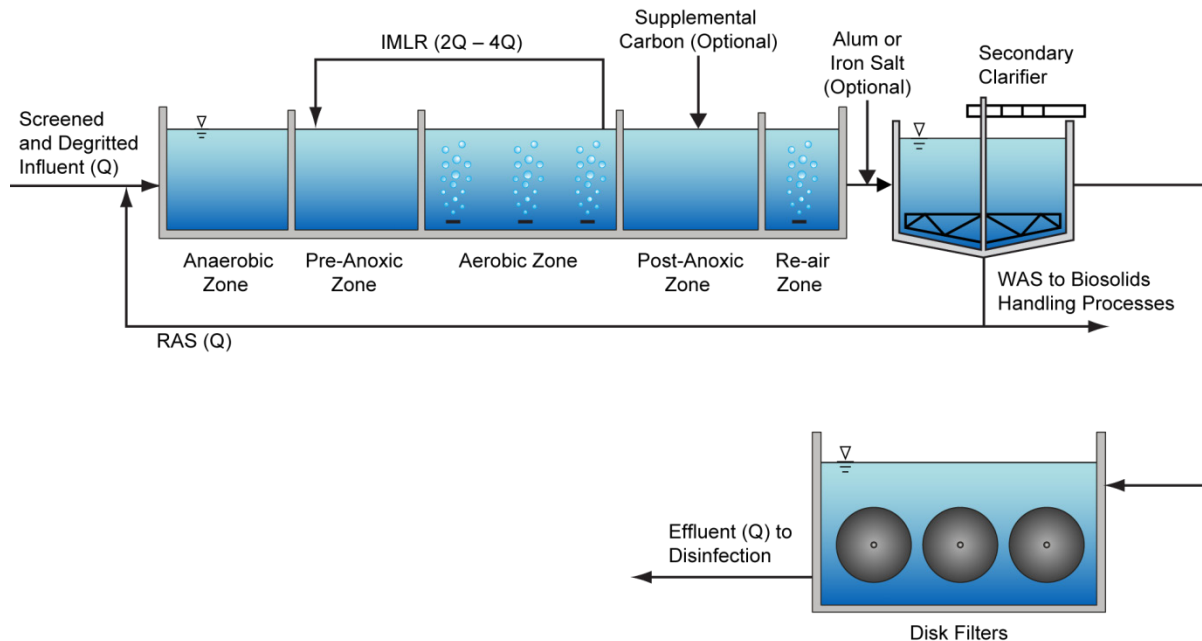 Supplemental
Carbon (Optional)
IMLR (2Q – 4Q)
Alum or
Iron Salt
(Optional)
Secondary
Clarifier
Screened
and Degritted
Influent (Q)
Anaerobic
Zone
Pre-Anoxic
Zone
Aerobic Zone
Post-Anoxic
Zone
Re-air
Zone
WAS to Biosolids
Handling Processes
RAS (Q)
Effluent (Q) to
Disinfection
Disk Filters